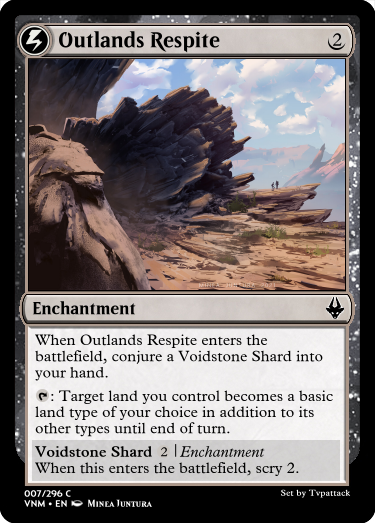 Outlands Respite 2
Enchantment
When Outlands Respite enters the
battlefield, conjure a Voidstone Shard into
your hand.
: Target land you control becomes a basic
land type of your choice in addition to its
other types until end of turn.
Voidstone Shard 2 | Enchantment
When this enters the battlefield, scry 2.
007/296 C Set by Tvpattack
VNM • EN Minea Juntura